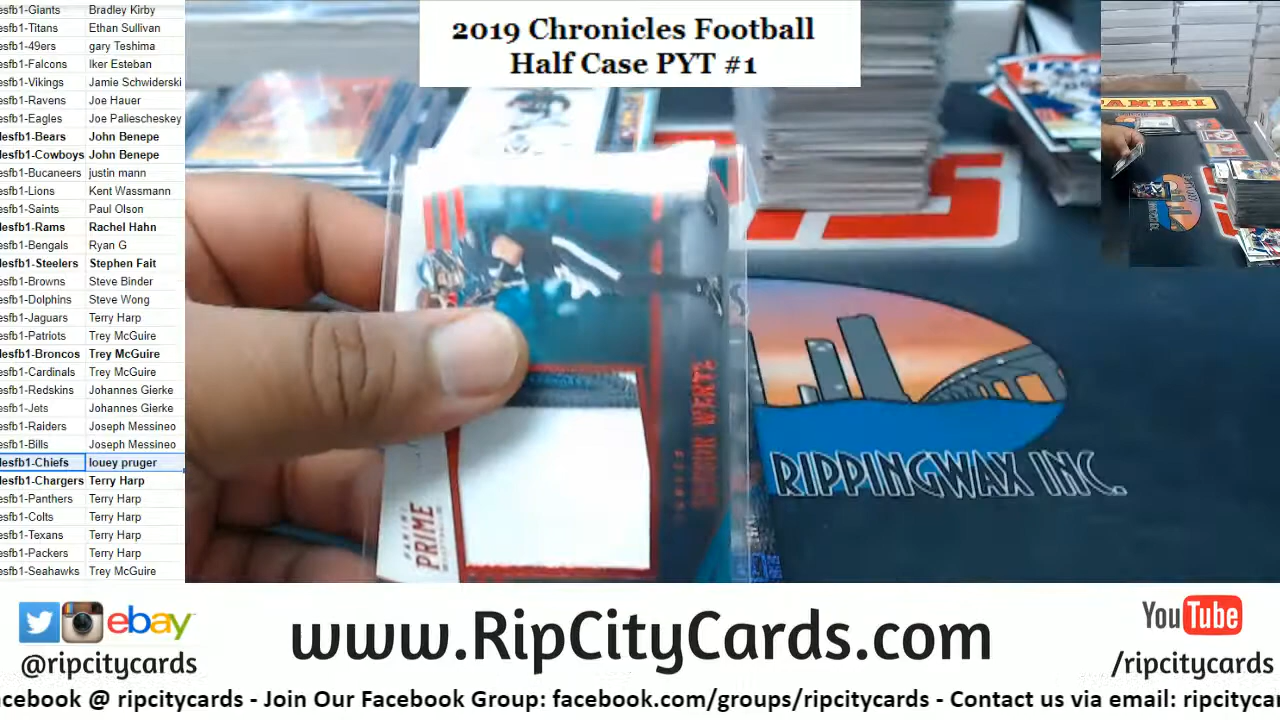 esfb1-Giants Bradley Kirby
esfb1-Titans Ethan Sullivan
esfb1-49ers gary Teshima
esfb1-Falcons Iker Esteban
esfb1-Vikings Jamie Schwiderski
esfb1-Ravens Joe Hauer
esfb1-Eagles Joe Paliescheskey
lesfb1-Bears John Benepe
lesfb1-Cowboys John Benepe
esfb1-Bucaneers justin mann
esfb1-Lions Kent Wassmann
esfb1-Saints Paul Olson
esfb1-Rams Rachel Hahn
esfb1-Bengals Ryan G
lesfb1-Steelers Stephen Fait
esfb1-Browns Steve Binder
esfb1-Dolphins Steve Wong
esfb1-Jaguars Terry Harp
esfb1-Patriots Trey McGuire
lesfb1-Broncos Trey McGuire
esfb1-Cardinals Trey McGuire
esfb1-Redskins Johannes Gierke
esfb1-Jets Johannes Gierke
esfb1-Raiders Joseph Messineo
esfb1-Bills Joseph Messineo
lesfb1-Chiefs louey pruger
lesfb1-Chargers Terry Harp
esfb1-Panthers Terry Harp
esfb1-Colts Terry Harp
esfb1-Texans Terry Harp
esfb1-Packers Terry Harp
esfb1-Seahawks Trey McGuire
2019 Chronicles Football
Half Case PYT #1
PANINI
PANINI
PRIME
RIPPINGWAX INC.
ebay
@ripcitycards
www.RipCityCards.com
YouTube
/ripcitycards
acebook @ ripcitycards - Join Our Facebook Group: facebook.com/groups/ripcitycards - Contact us via email: ripcityca